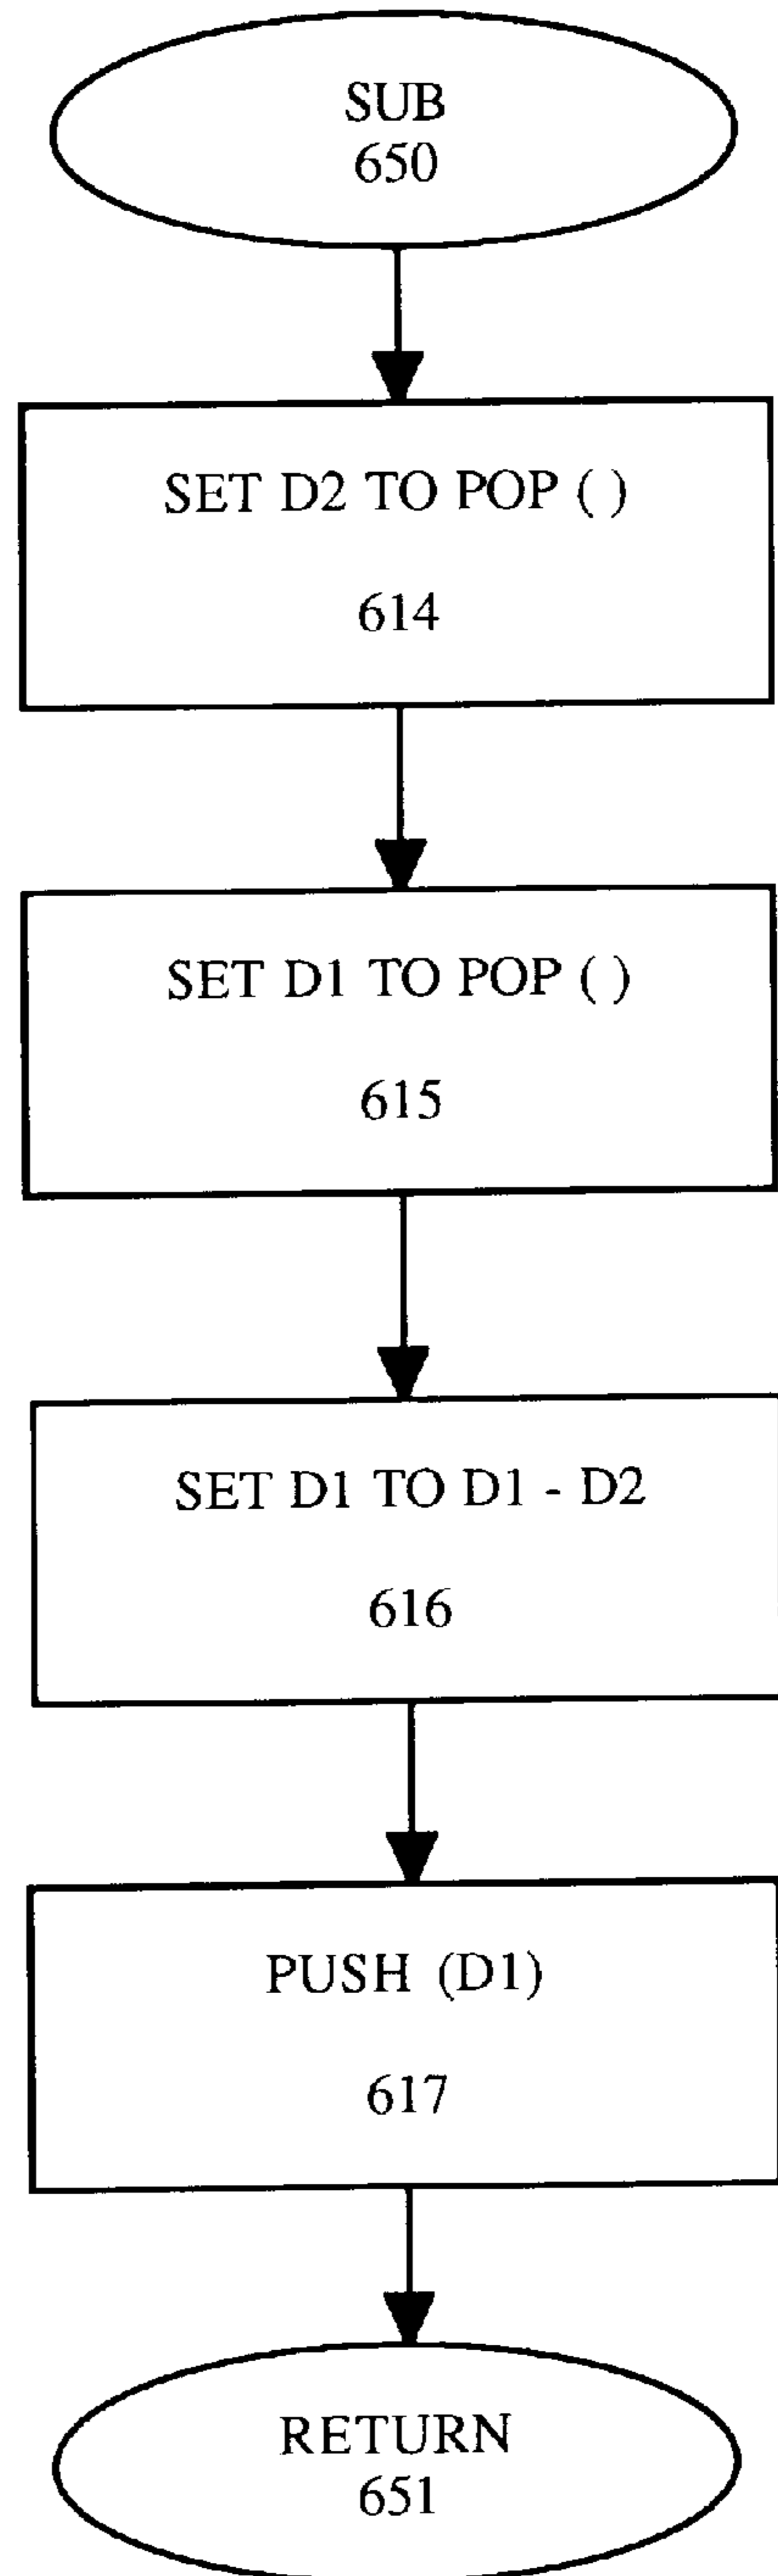 SUB
650
SET D2 TO POP ( )
614
SET D1 TO POP ( )
615
SET D1 TO D1 - D2
616
PUSH (D1)
617
RETURN
651